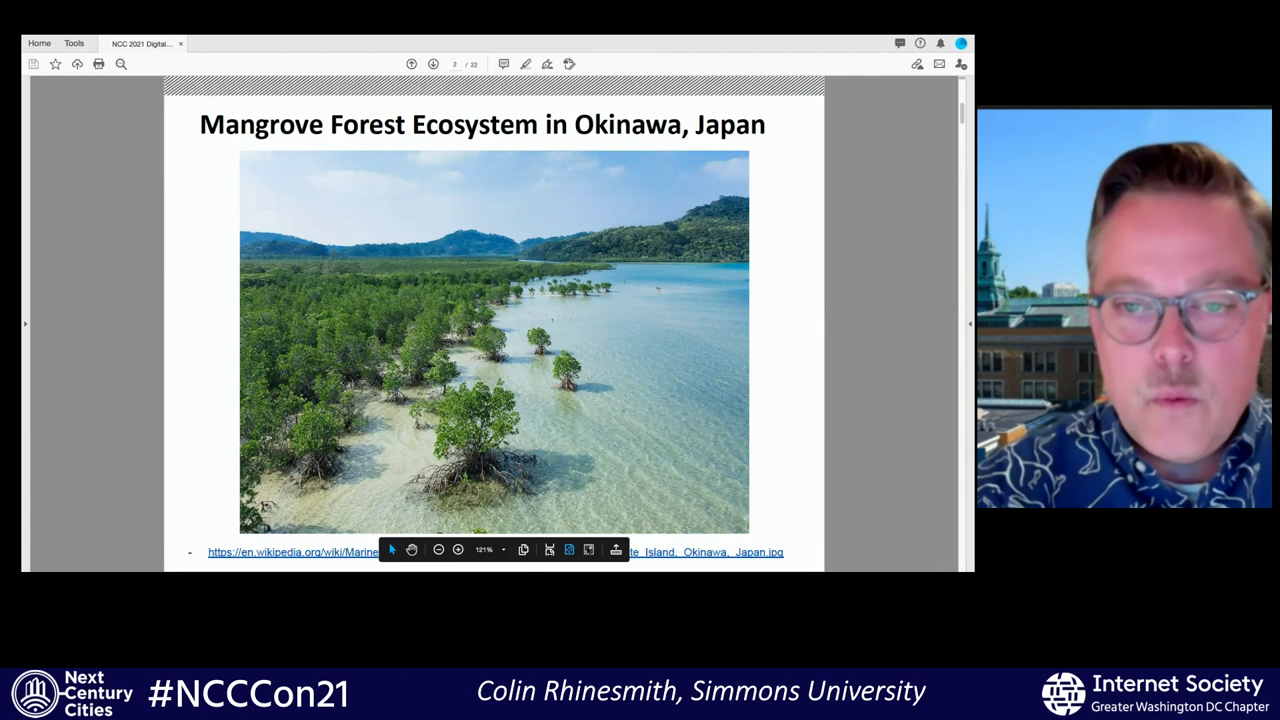 Home Tools NCC 2021 Digital... ×
2 / 22
Mangrove Forest Ecosystem in Okinawa, Japan
- https://en.wikipedia.org/wiki/Marine te_Island,_Okinawa,_Japan.jpg
121%
Next
Century
Cities
#NCCCon21
Colin Rhinesmith, Simmons University
Internet Society
Greater Washington DC Chapter